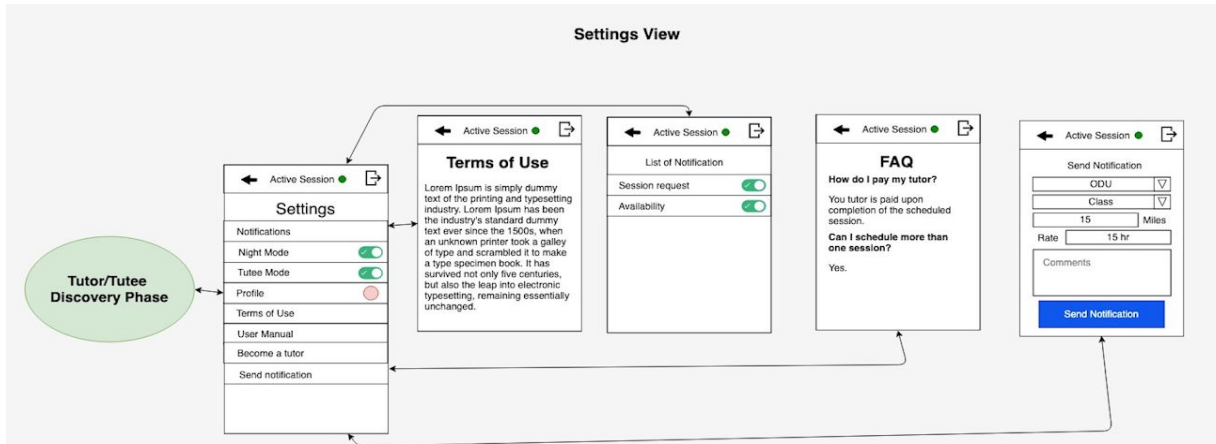 Settings View
Tutor/Tutee
Discovery Phase
Active Session
Settings
Notifications
Night Mode
Tutee Mode
Profile
Terms of Use
User Manual
Become a tutor
Send notification
Active Session
Terms of Use
Lorem Ipsum is simply dummy
text of the printing and typesetting
industry. Lorem Ipsum has been
the industry's standard dummy
text ever since the 1500s, when
an unknown printer took a galley
of type and scrambled it to make
a type specimen book. It has
survived not only five centuries,
but also the leap into electronic
typesetting, remaining essentially
unchanged.
Active Session
List of Notification
Session request
Availability
Active Session
FAQ
How do I pay my tutor?
You tutor is paid upon
completion of the scheduled
session.
Can I schedule more than
one session?
Yes.
Active Session
Send Notification
ODU
Class
15 Miles
Rate 15 hr
Comments
Send Notification